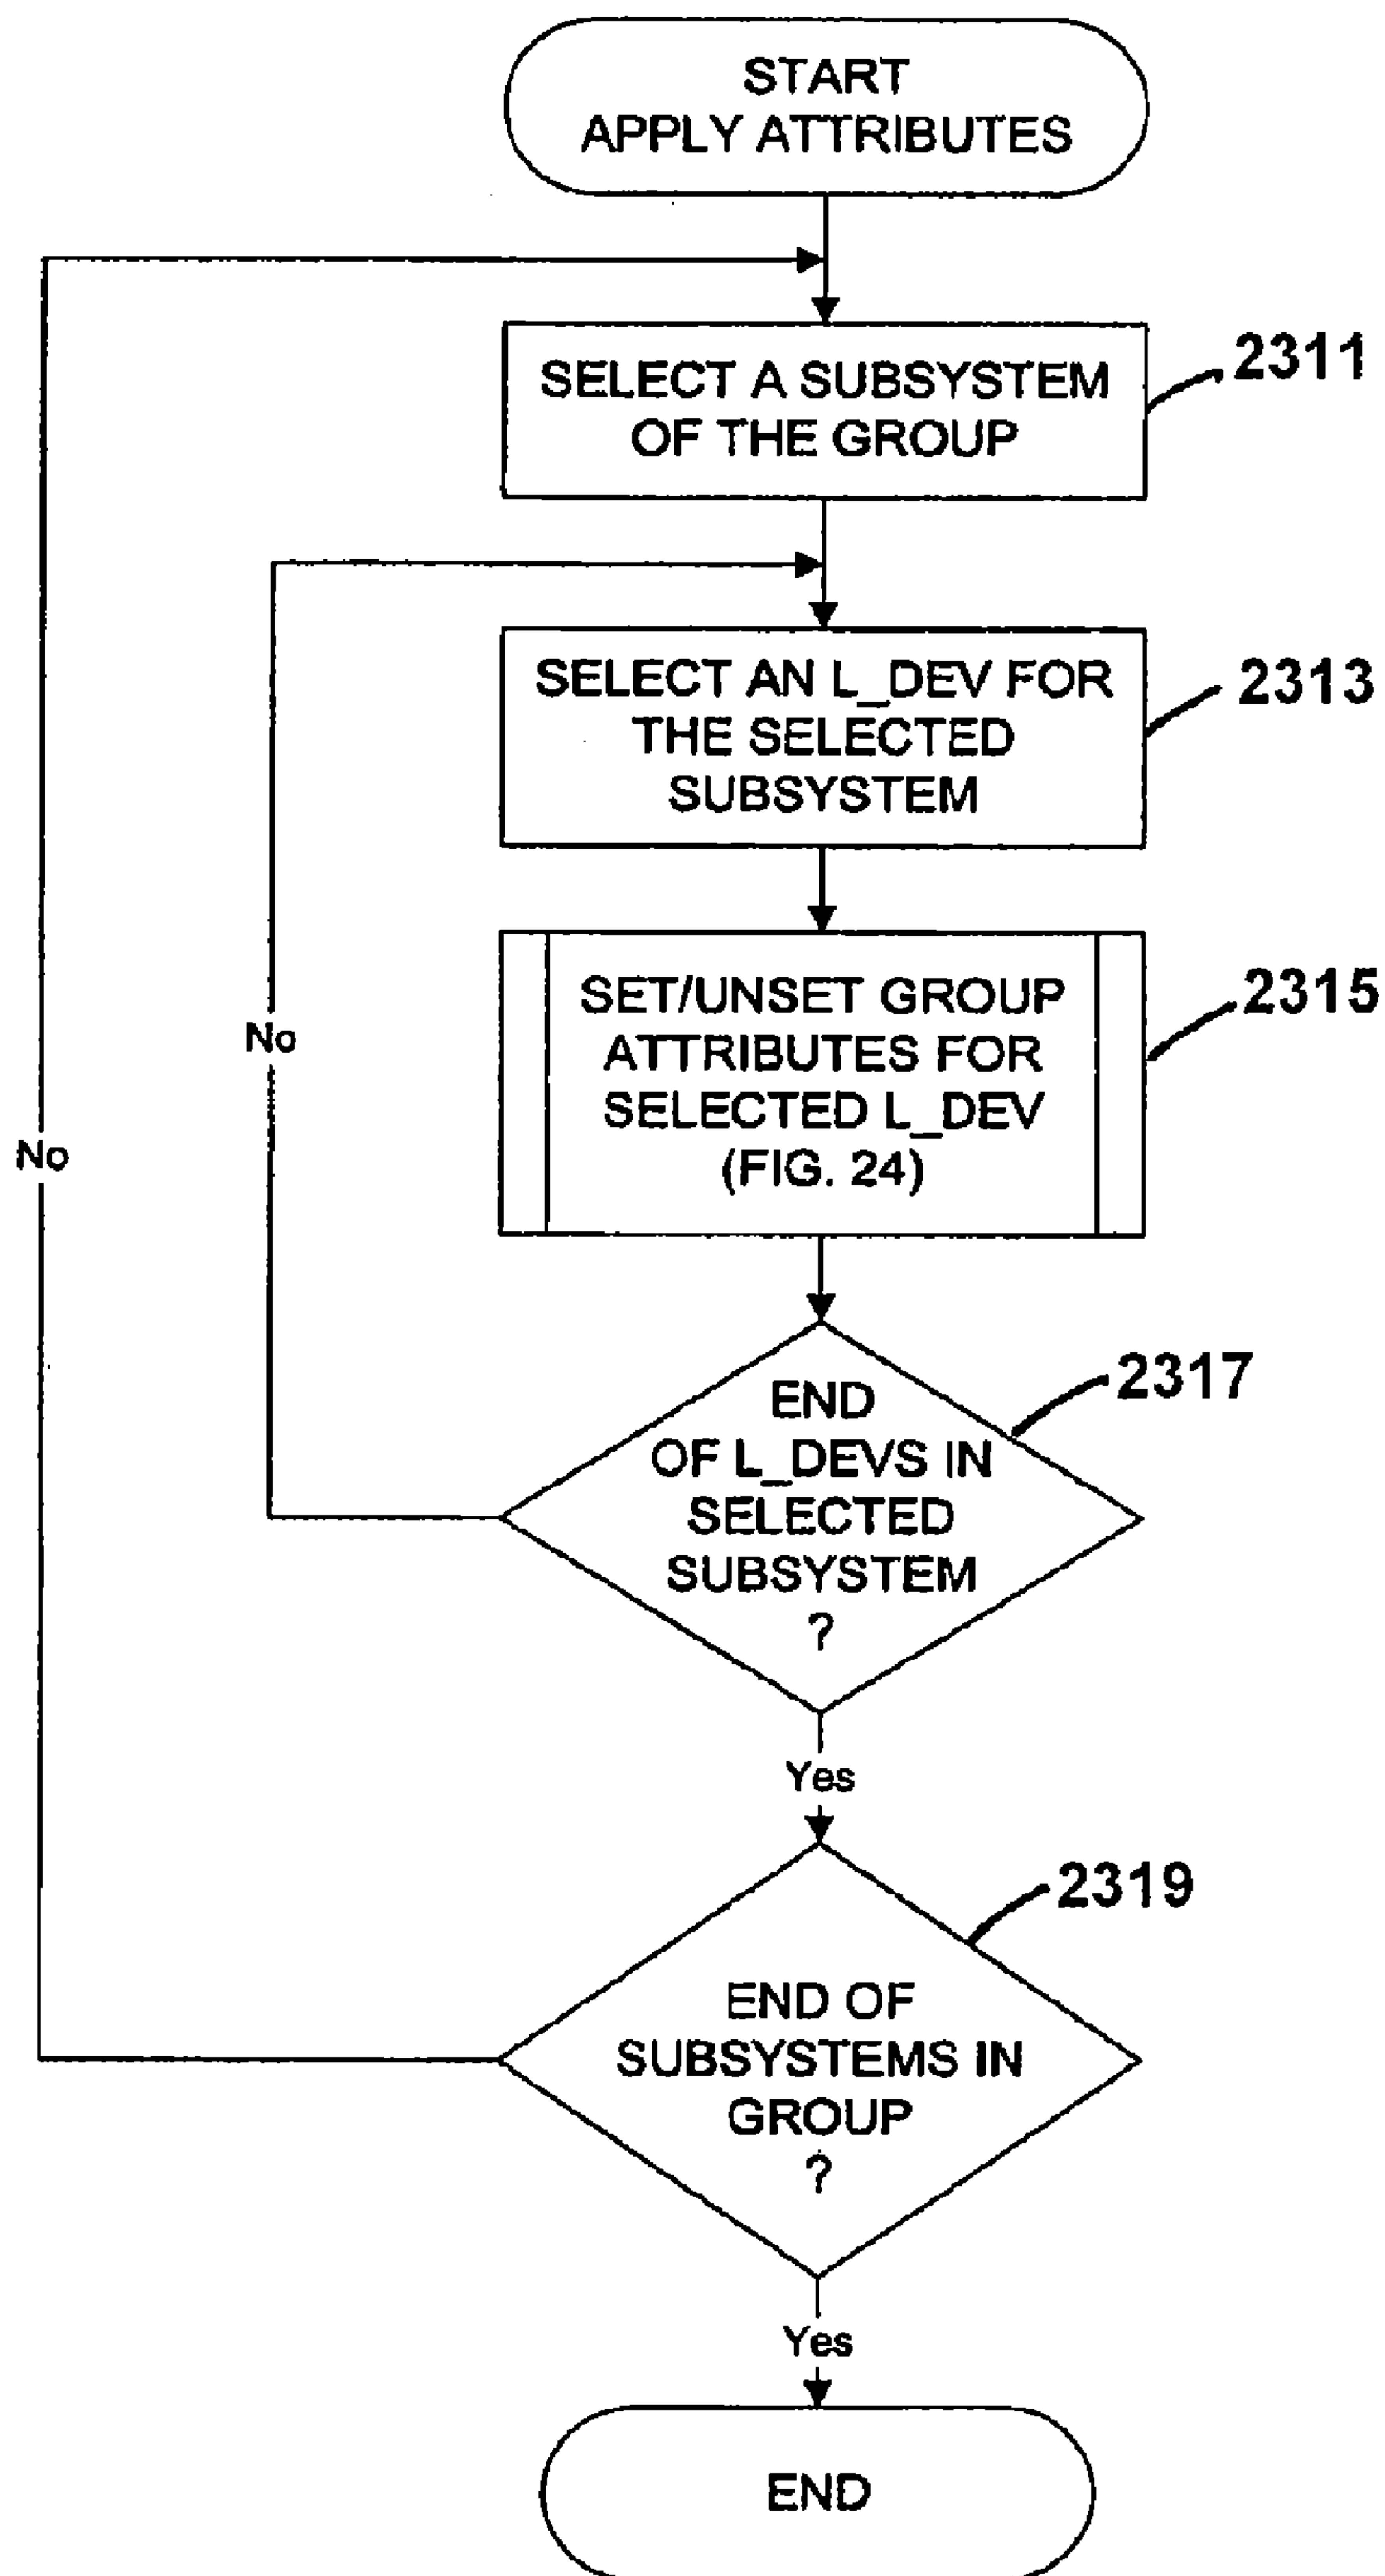 START
APPLY ATTRIBUTES
SELECT A SUBSYSTEM
OF THE GROUP
2311
SELECT AN L_DEV FOR
THE SELECTED
SUBSYSTEM
2313
SET/UNSET GROUP
ATTRIBUTES FOR
SELECTED L_DEV
(FIG. 24)
2315
No
No
END
OF L_DEVS IN
SELECTED
SUBSYSTEM
?
2317
Yes
END OF
SUBSYSTEMS IN
GROUP
?
2319
Yes
END